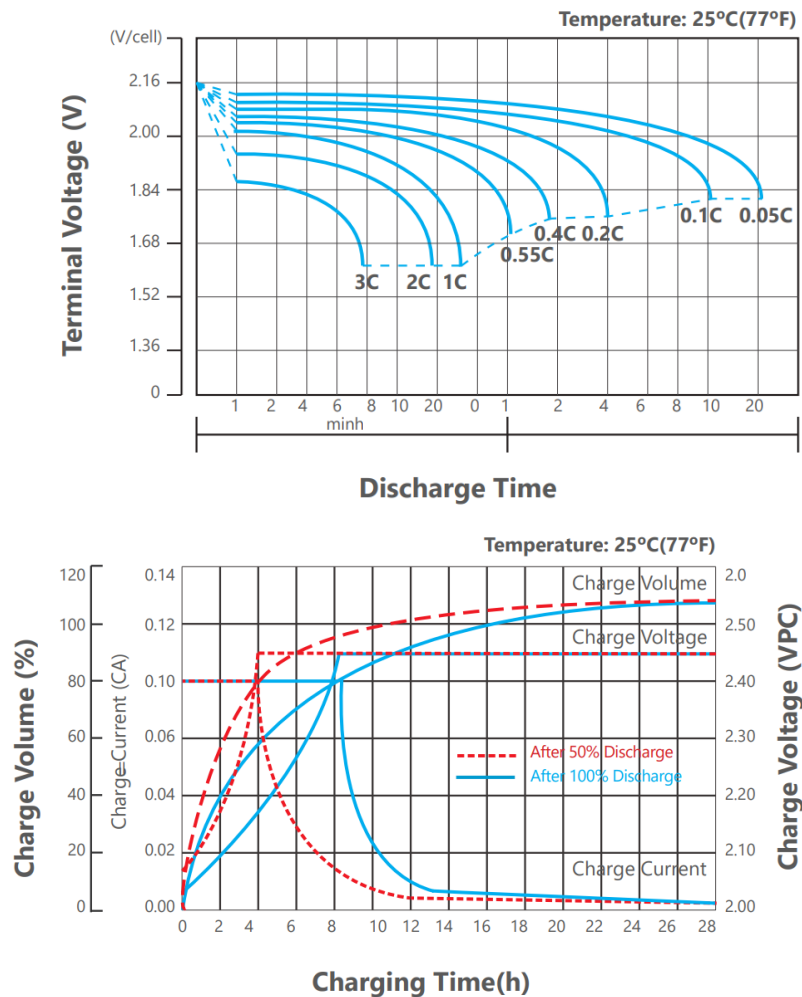 Temperature: 25°C(77°F)
(V/cell)
2.16
2.00
1.84
1.68
1.52
1.36
0
Terminal Voltage (V)
3C 2C 1C 0.55C 0.4C 0.2C 0.1C 0.05C
1 2 4 6 8 10 20 0 1 2 4 6 8 10 20
minh
Discharge Time
Temperature: 25°C(77°F)
Charge Volume (%)
120
100
80
60
40
20
0
Charge-Current (CA)
0.14
0.12
0.10
0.06
0.04
0.02
0.00
Charge Volume
Charge Voltage
After 50% Discharge
After 100% Discharge
Charge Current
2.0
2.50
2.40
2.30
2.20
2.10
2.00
Charge Voltage (VPC)
0 2 4 6 8 10 12 14 16 18 20 22 24 26 28
Charging Time(h)